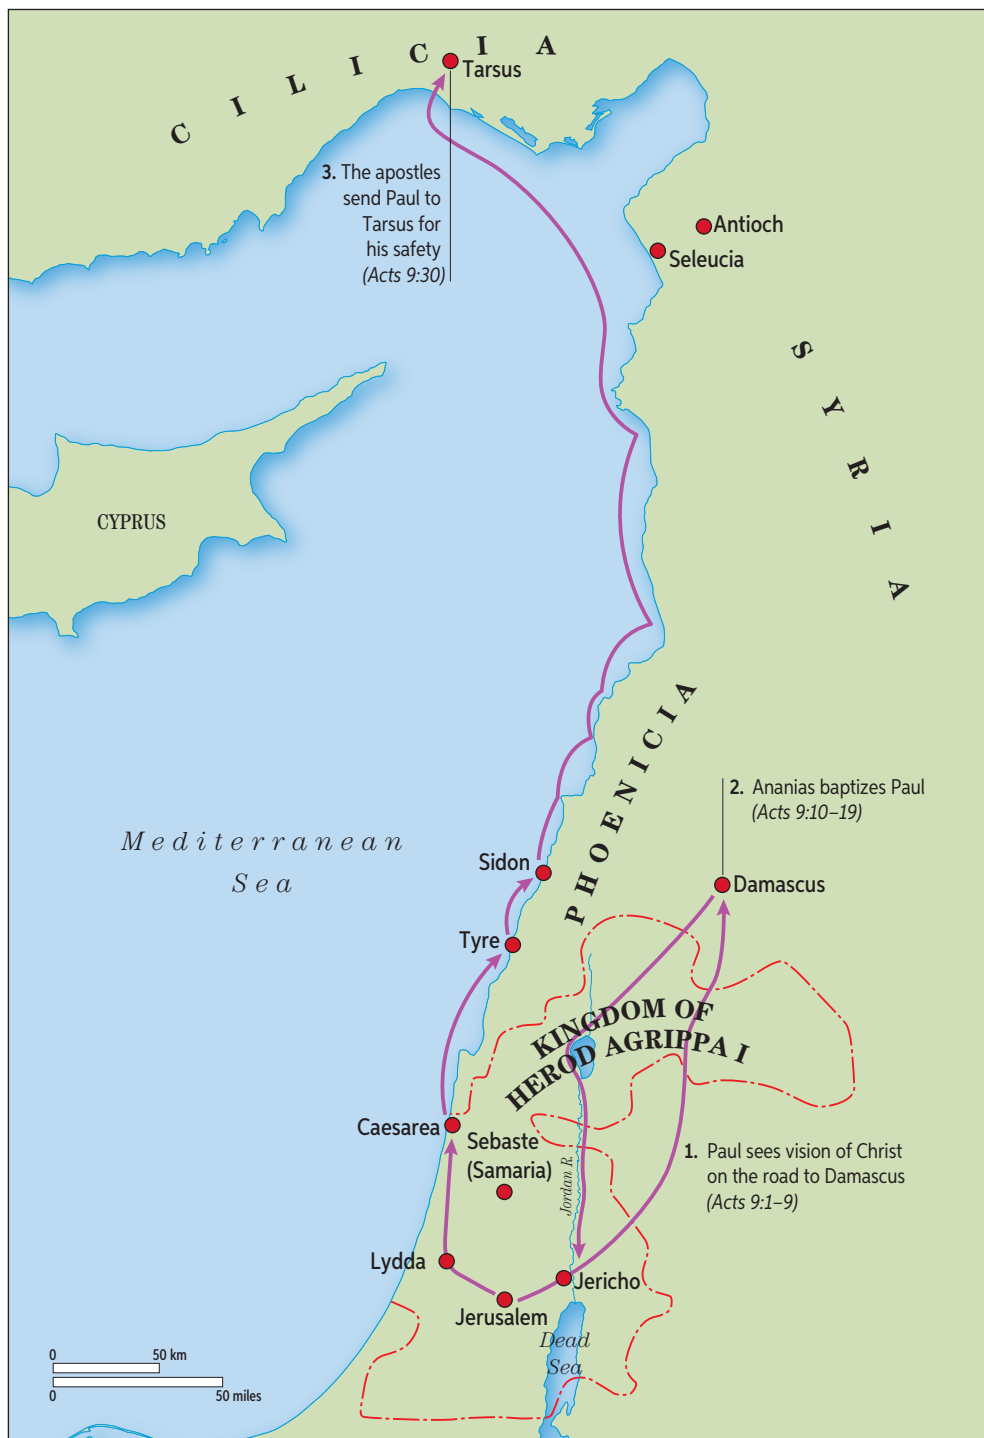 CILICIA
Tarsus
3. The apostles
send Paul to
Tarsus for
his safety
(Acts 9:30)
Antioch
Seleucia
SYRIA
CYPRUS
PHOENICIA
Mediterranean
Sea
2. Ananias baptizes Paul
(Acts 9:10–19)
Sidon
Damascus
Tyre
KINGDOM OF
HEROD AGRIPPA I
Caesarea
Sebaste
(Samaria)
Jordan R.
1. Paul sees vision of Christ
on the road to Damascus
(Acts 9:1–9)
Lydda
Jericho
Jerusalem
Dead
Sea
0 50 km
0 50 miles